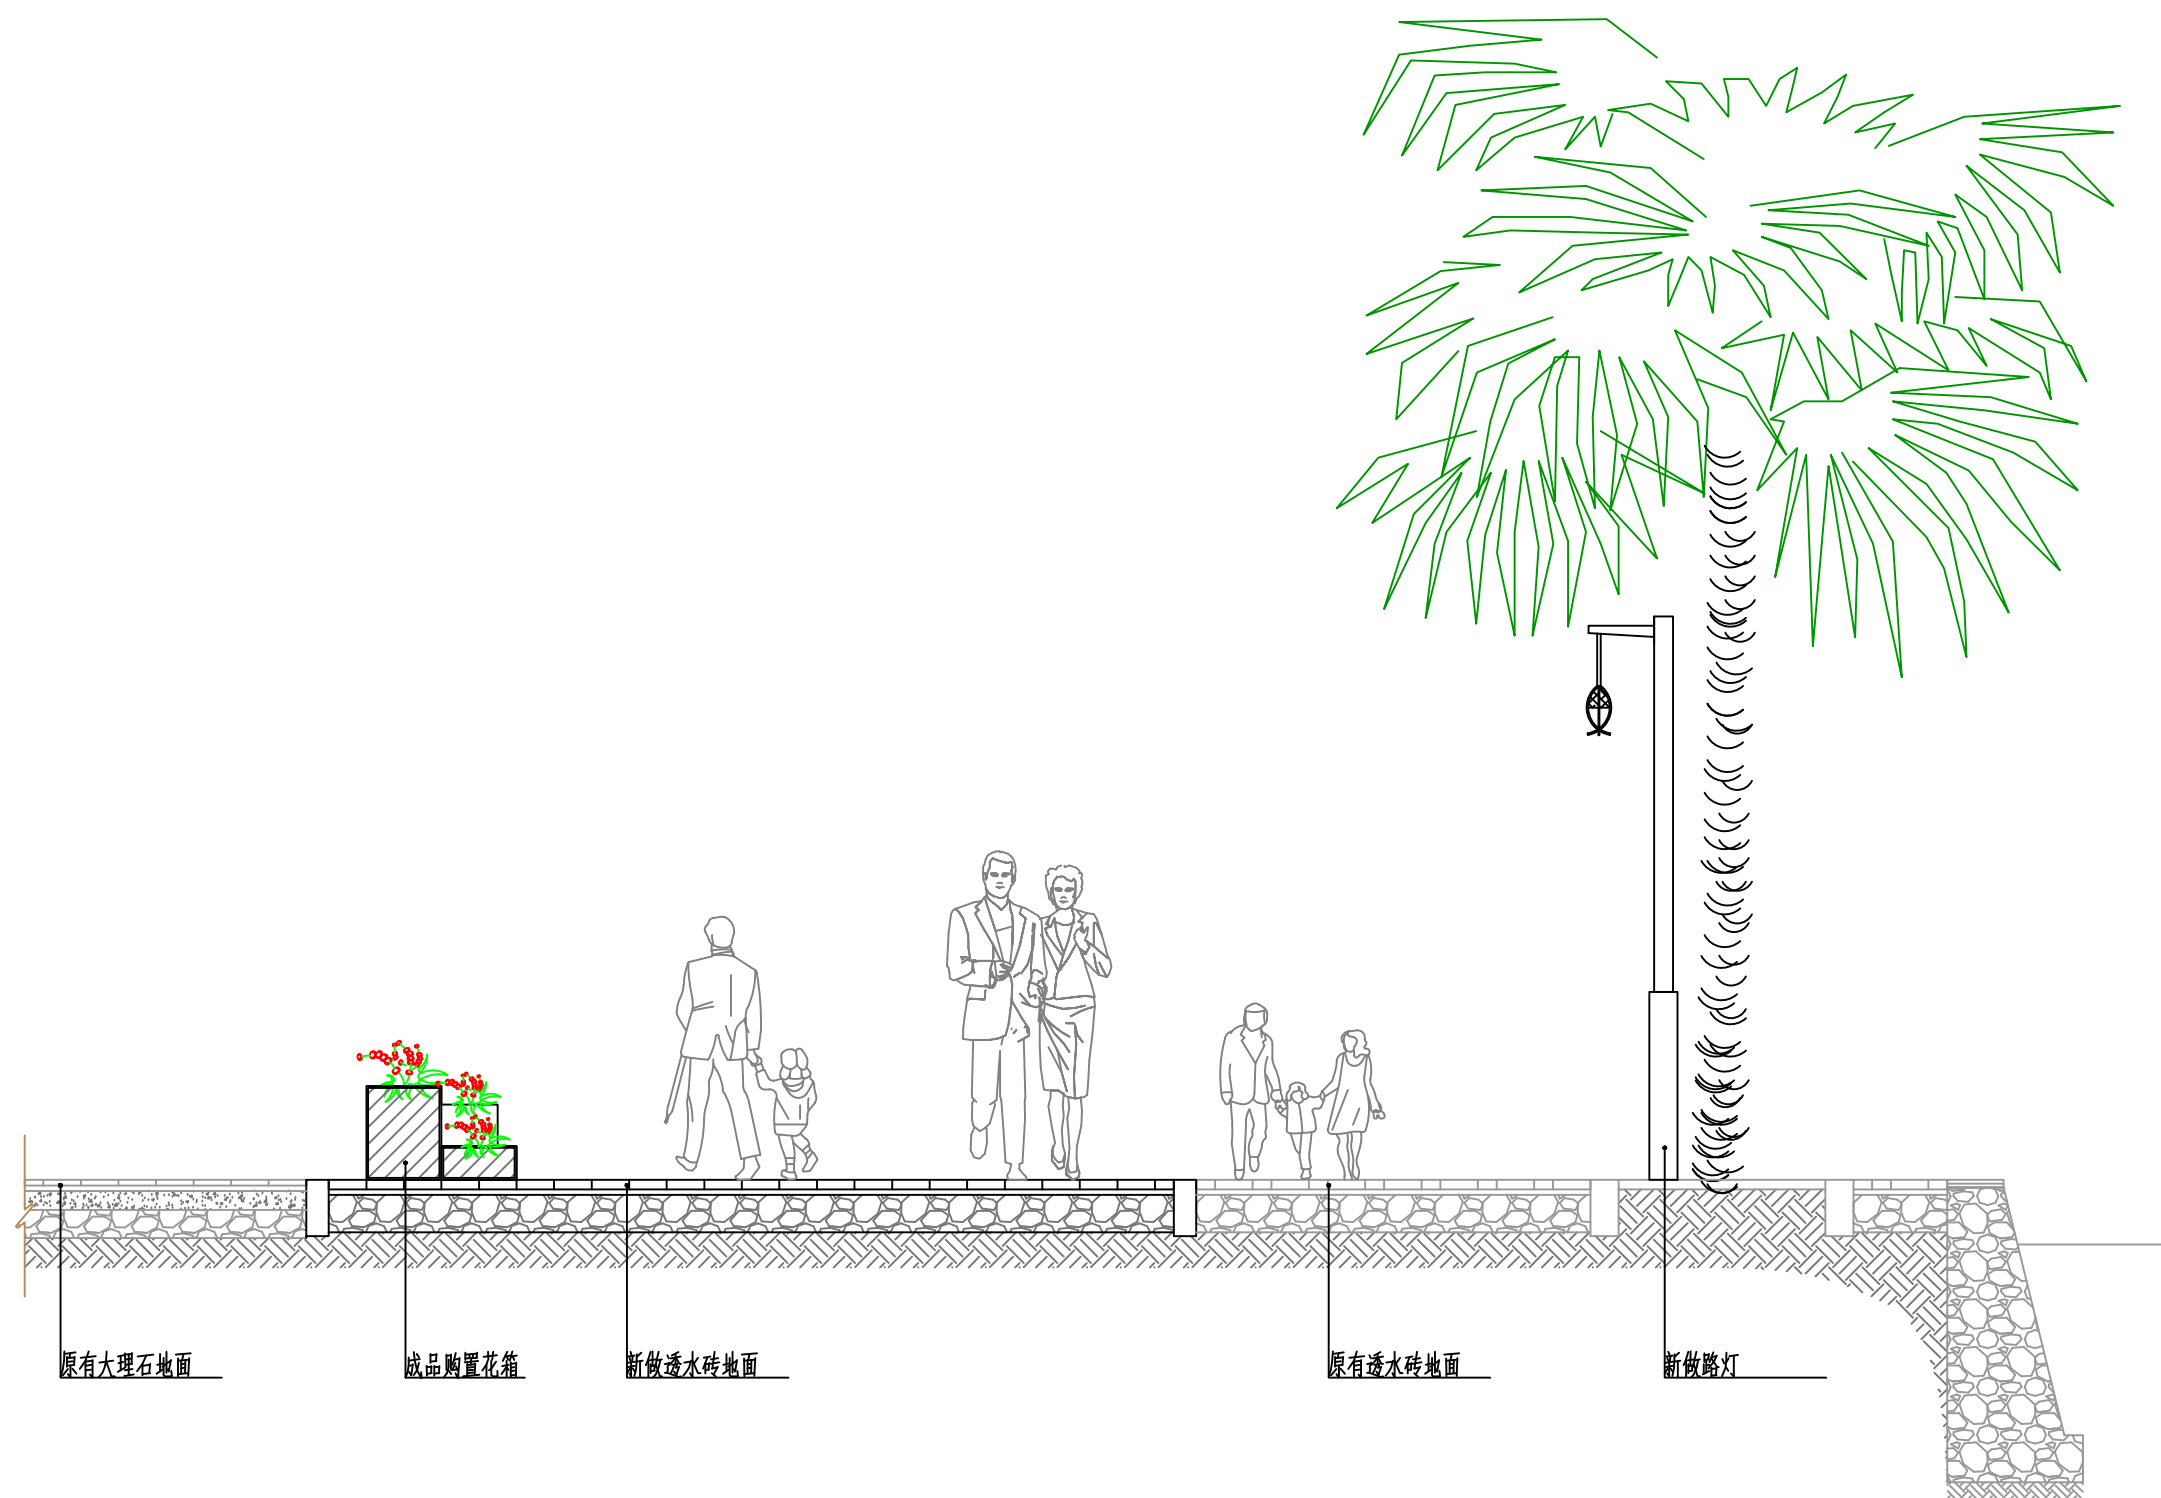 原有大理石地面
成品购置花箱
新做透水砖地面
原有透水砖地面
新做路灯